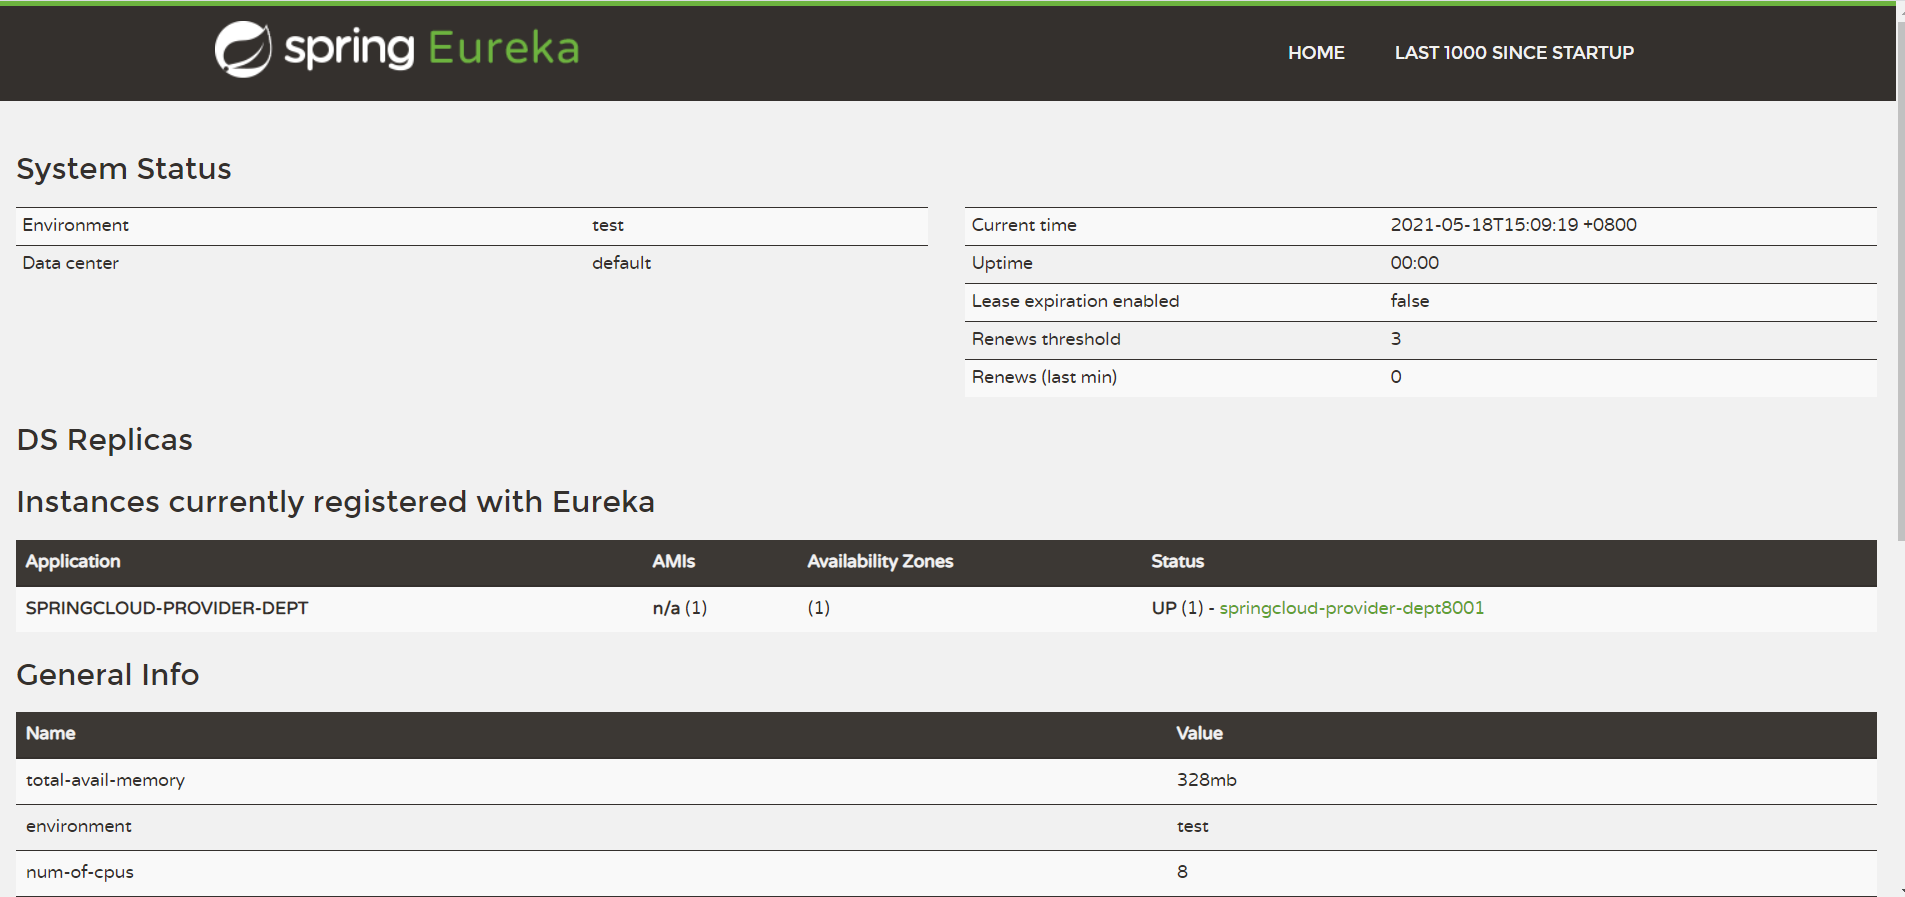 spring Eureka
HOME LAST 1000 SINCE STARTUP
System Status
Environment test
Data center default
Current time 2021-05-18T15:09:19 +0800
Uptime 00:00
Lease expiration enabled false
Renews threshold 3
Renews (last min) 0
DS Replicas
Instances currently registered with Eureka
Application AMIs Availability Zones Status
SPRINGCLOUD-PROVIDER-DEPT n/a (1) (1) UP (1) - springcloud-provider-dept8001
General Info
Name Value
total-avail-memory 328mb
environment test
num-of-cpus 8